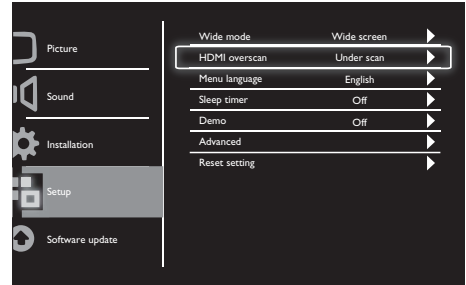 Picture
Sound
Installation
Setup
Software update
Wide mode Wide screen
HDMI overscan Under scan
Menu language English
Sleep timer Off
Demo Off
Advanced
Reset setting